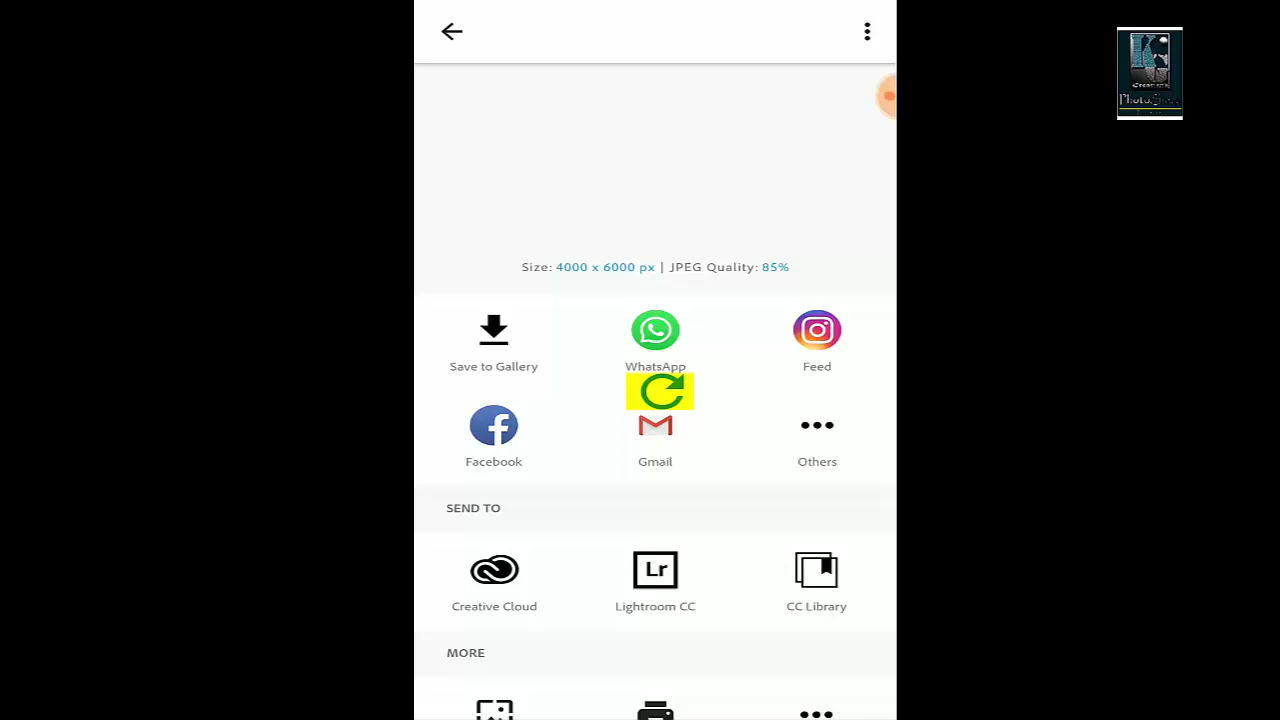 Size: 4000 x 6000 px | JPEG Quality: 85%
Save to Gallery
WhatsApp
Feed
Facebook
Gmail
Others
SEND TO
Creative Cloud
Lr
Lightroom CC
CC Library
MORE